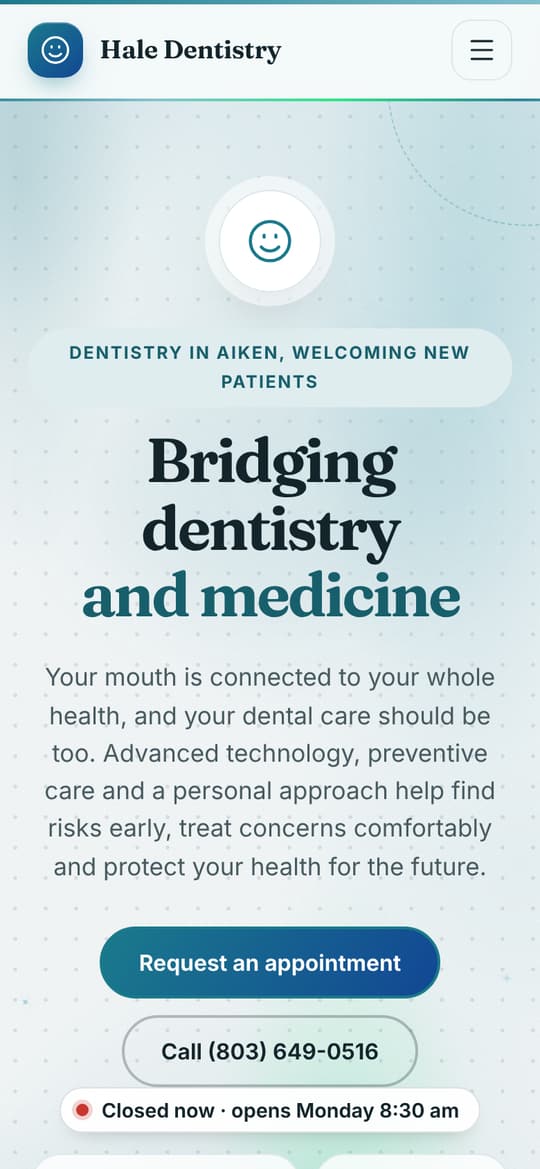 Hale Dentistry
DENTISTRY IN AIKEN, WELCOMING NEW
PATIENTS
Bridging
dentistry
and medicine
Your mouth is connected to your whole
health, and your dental care should be
too. Advanced technology, preventive
care and a personal approach help find
risks early, treat concerns comfortably
and protect your health for the future.
Request an appointment
Call (803) 649-0516
Closed now · opens Monday 8:30 am